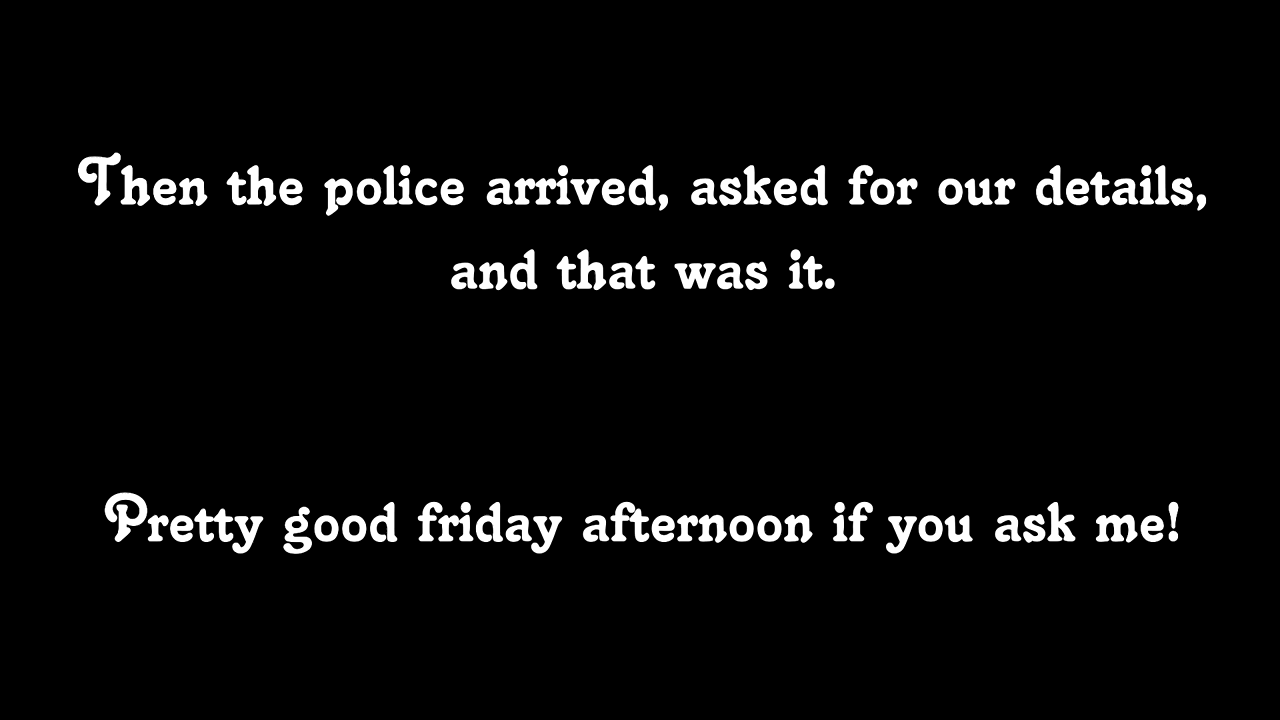 Then the police arrived, asked for our details,
and that was it.
Pretty good friday afternoon if you ask me!